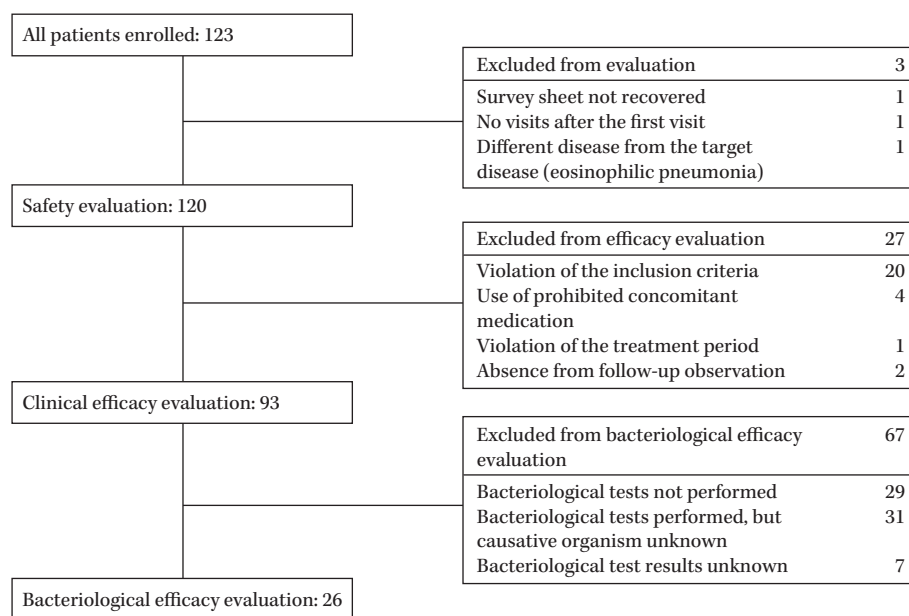 All patients enrolled: 123
Excluded from evaluation 3
Survey sheet not recovered 1
No visits after the first visit 1
Different disease from the target 1
disease (eosinophilic pneumonia)
Safety evaluation: 120
Excluded from efficacy evaluation 27
Violation of the inclusion criteria 20
Use of prohibited concomitant 4
medication
Violation of the treatment period 1
Absence from follow-up observation 2
Clinical efficacy evaluation: 93
Excluded from bacteriological efficacy 67
evaluation
Bacteriological tests not performed 29
Bacteriological tests performed, but 31
causative organism unknown
Bacteriological test results unknown 7
Bacteriological efficacy evaluation: 26